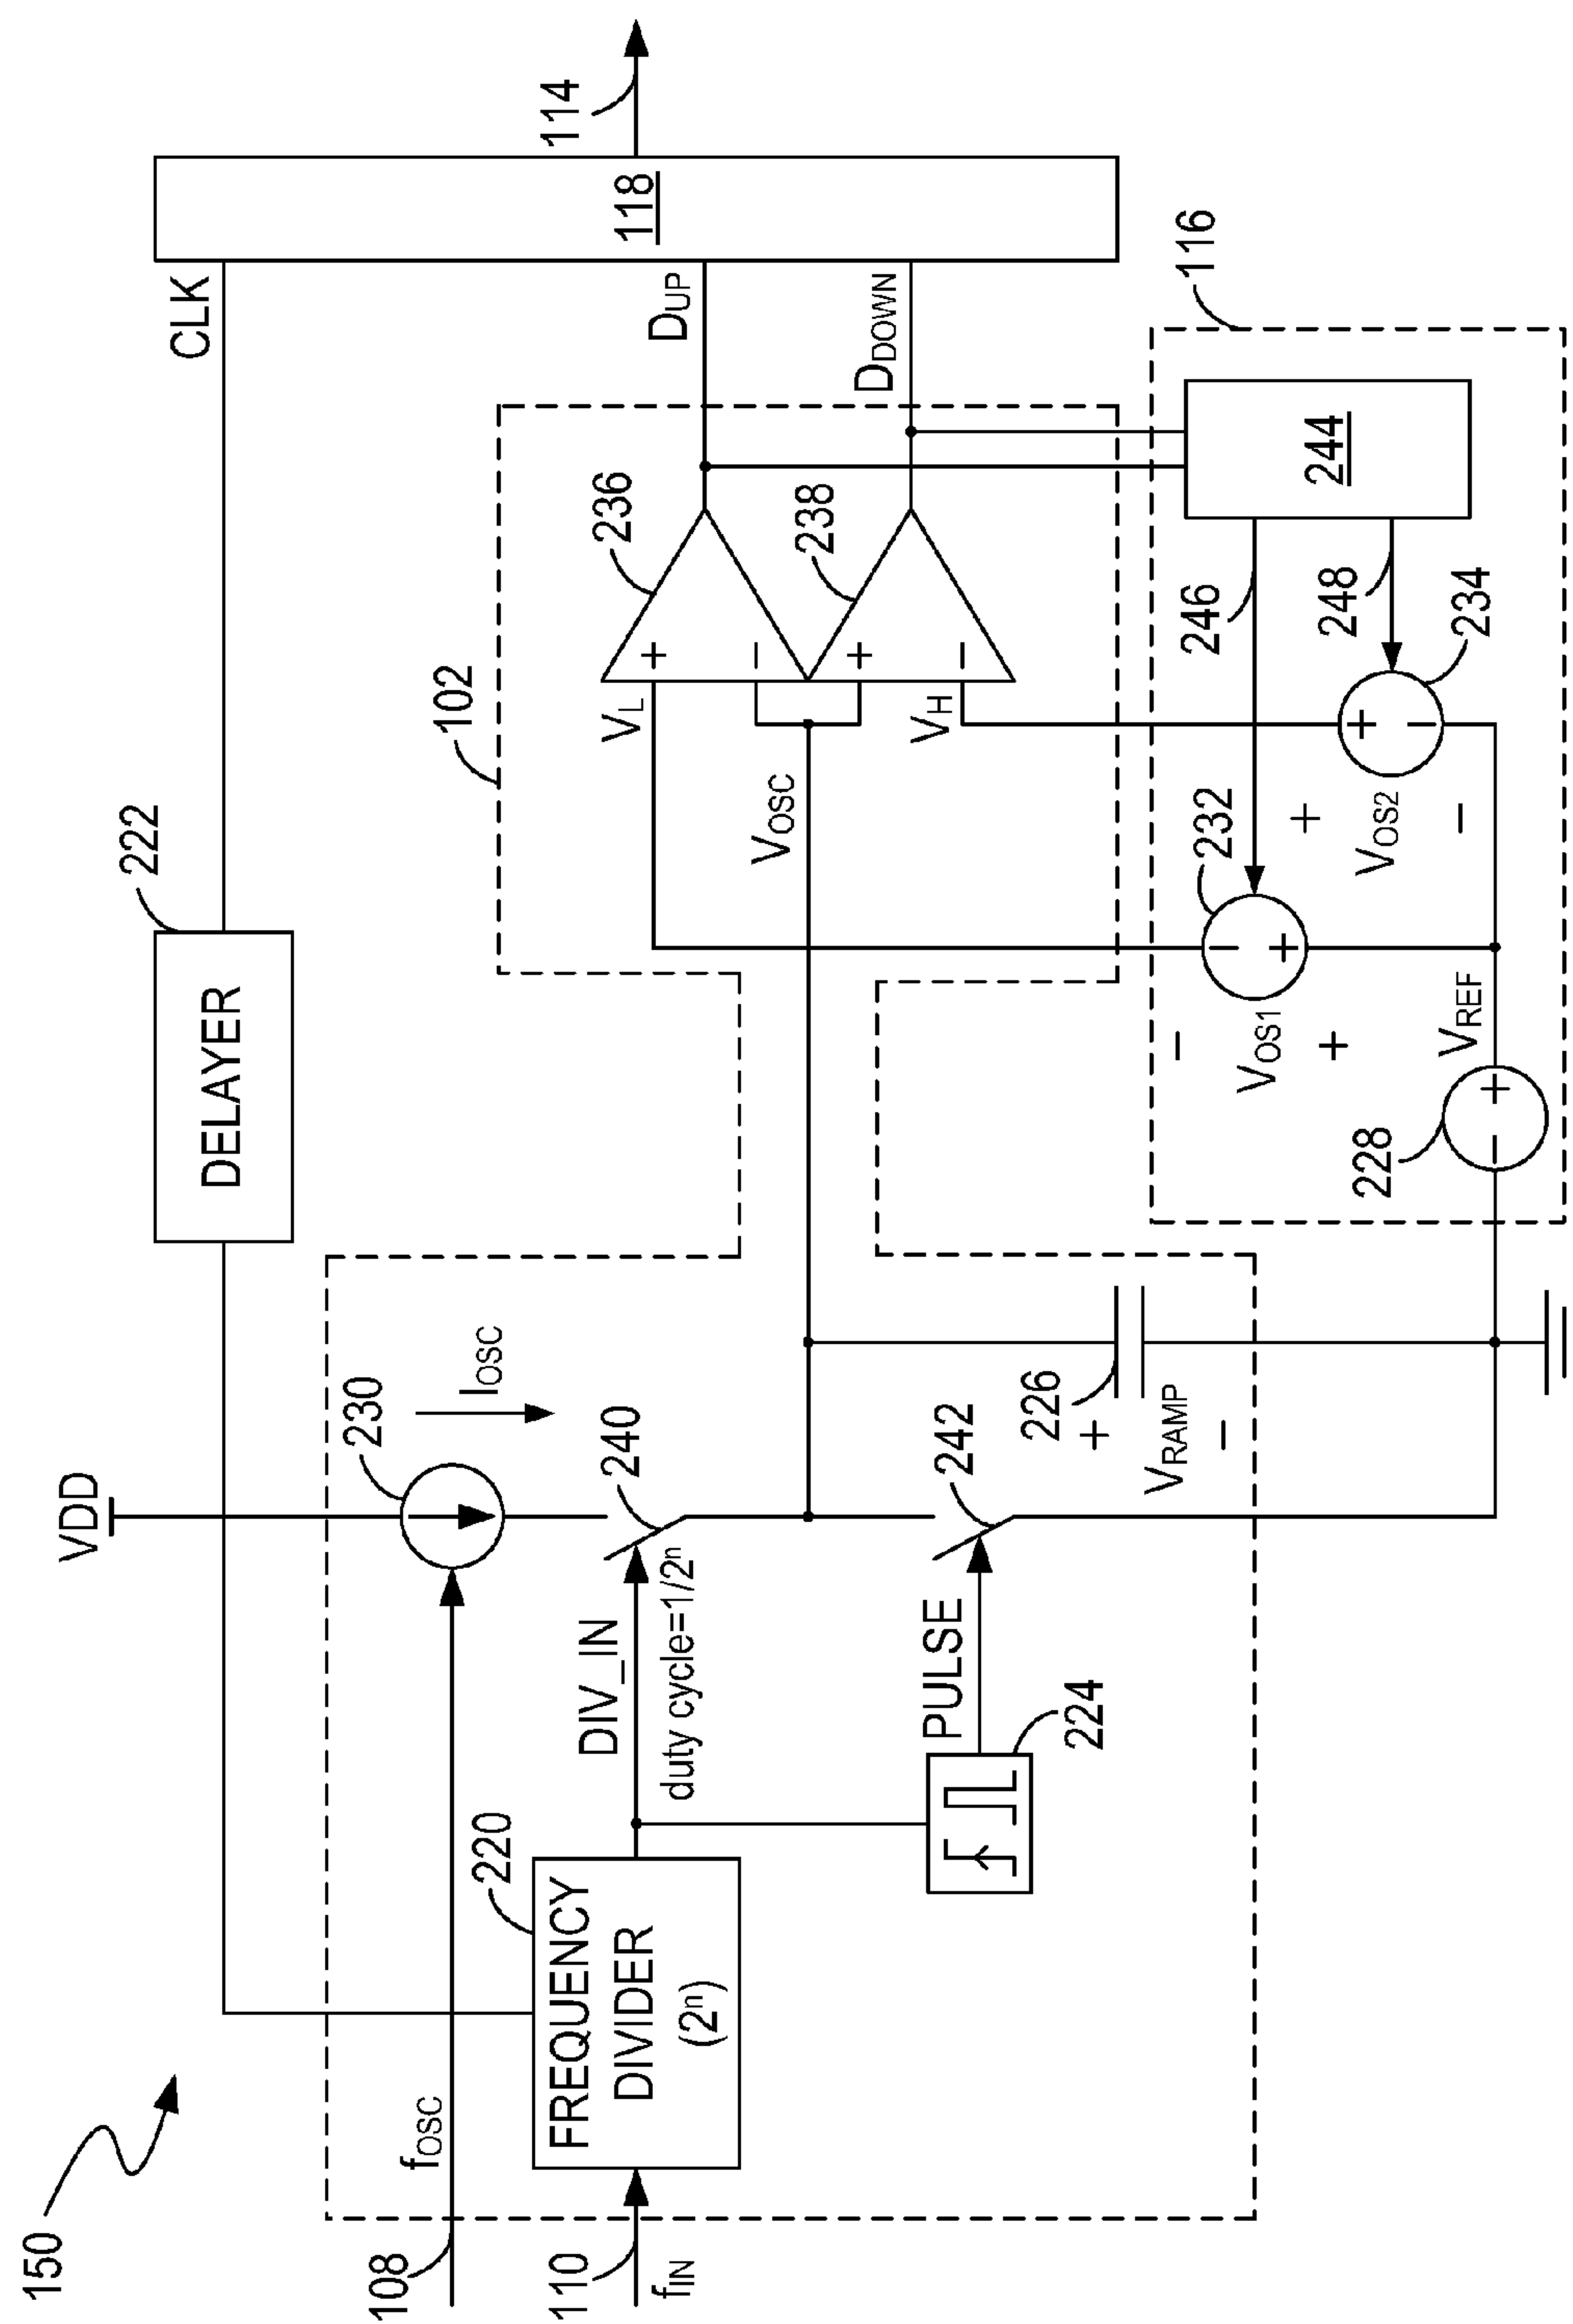 150
108
fOSC
110
fIN
FREQUENCY
DIVIDER
(2ⁿ)
220
DIV_IN
duty cycle=1/2ⁿ
PULSE
224
VDD
230
IOSC
240
242
226
+
VRAMP
−
DELAYER
222
102
VOSC
VL
VH
+
−
236
+
−
238
CLK
DUP
DDOWN
118
114
116
244
246
248
232
−
+
−
VOS1
+
234
+
−
+
VOS2
−
VREF
228
−
+